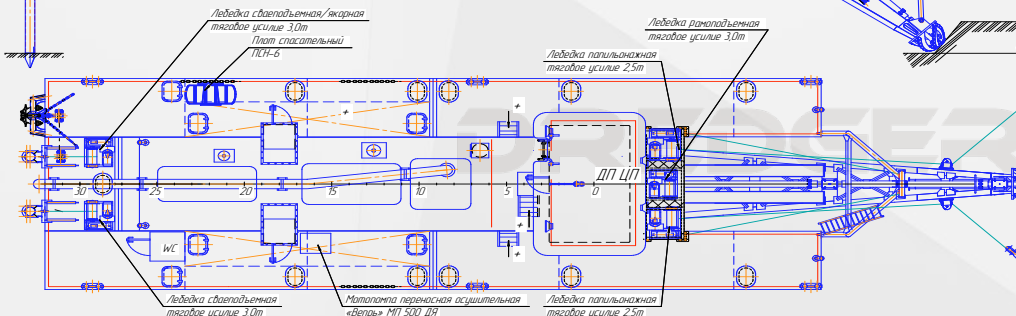 Лебедка сваеподъемная/якорная
тяговое усилие 3,0т
Плот спасательный
ПСН-6
Лебедка рамоподъемная
тяговое усилие 3,0т
Лебедка папильонажная
тяговое усилие 2,5т
DREDGER
ДП ЦП
30
25
20
15
10
5
0
WC
Лебедка сваеподъемная
тяговое усилие 3,0т
Мотопомпа переносная осушительная
«Вепрь» МП 500 ДЯ
Лебедка папильонажная
тяговое усилие 2,5т